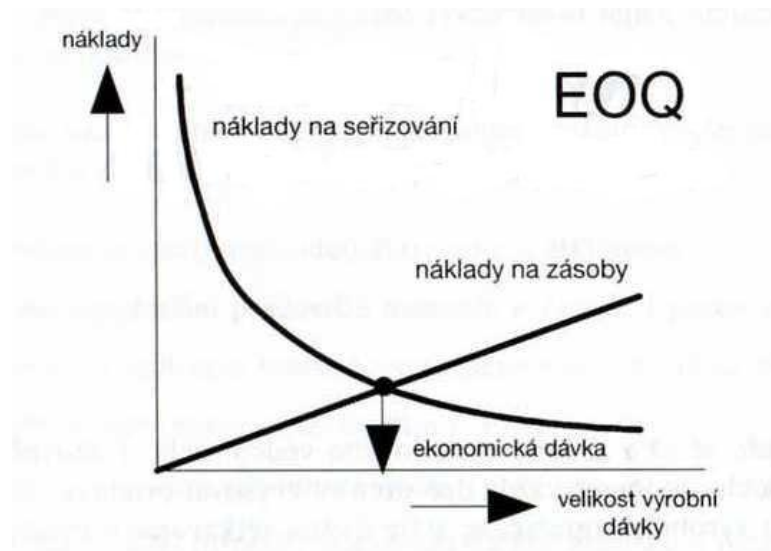 náklady
EOQ
náklady na seřizování
náklady na zásoby
ekonomická dávka
velikost výrobní
dávky